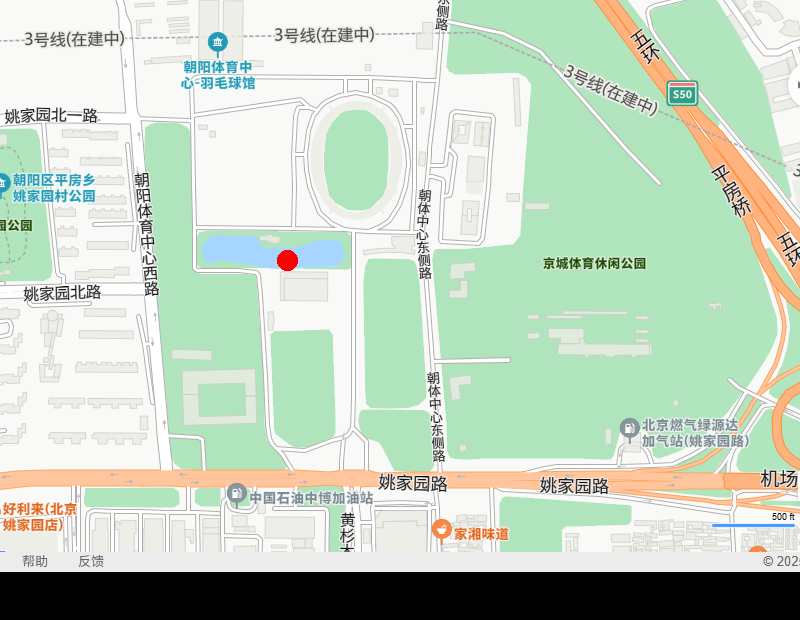 3号线(在建中)
3号线(在建中)
东侧路
五环
朝阳体育中
心-羽毛球馆
3号线(在建中)
S50
姚家园北一路
朝阳区平房乡
姚家园村公园
园公园
朝阳体育中心西路
朝体中心东侧路
平房桥
五环
京城体育休闲公园
姚家园北路
朝体中心东侧路
北京燃气绿源达
加气站(姚家园路)
姚家园路
姚家园路
机场
中国石油中博加油站
好利来(北京
姚家园店)
黄杉木
家湘味道
500 ft
帮助
反馈
© 202